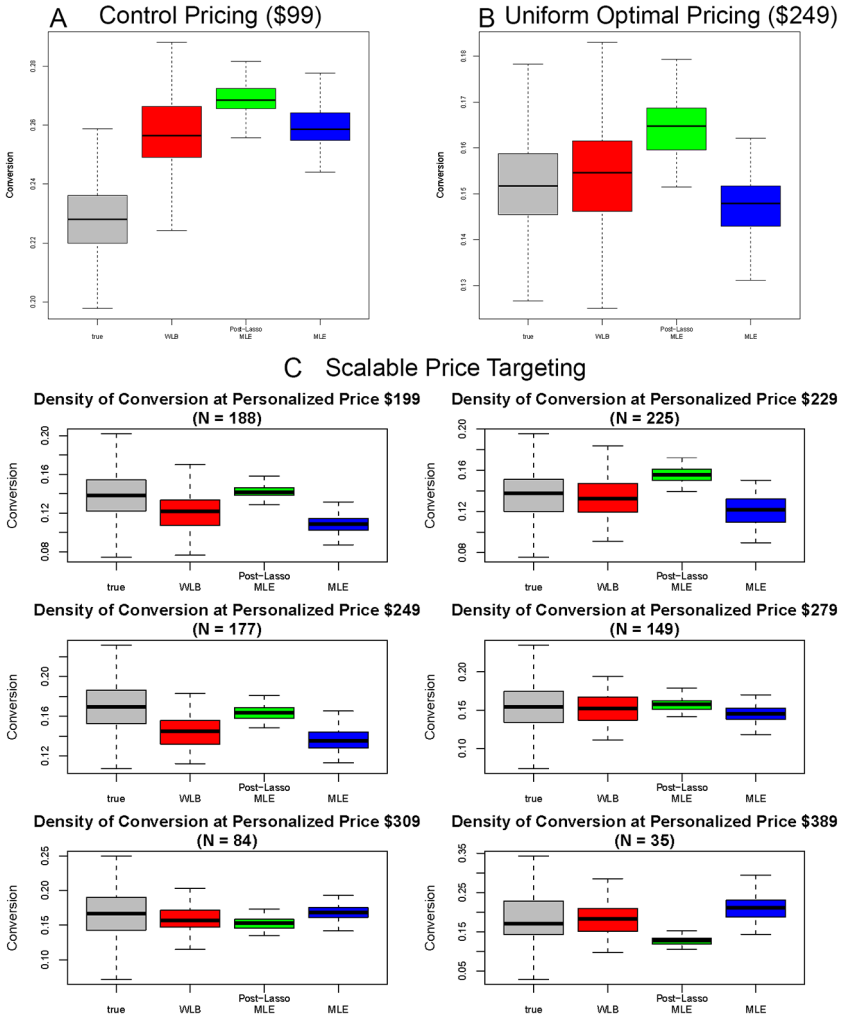 A Control Pricing ($99)
B Uniform Optimal Pricing ($249)
Conversion
0.28
0.26
0.24
0.22
0.20
true
WLB
Post-Lasso
MLE
MLE
Conversion
0.18
0.17
0.16
0.15
0.14
0.13
true
WLB
Post-Lasso
MLE
MLE
C Scalable Price Targeting
Density of Conversion at Personalized Price $199
(N = 188)
Conversion
0.20
0.16
0.12
0.08
true
WLB
Post-Lasso
MLE
MLE
Density of Conversion at Personalized Price $229
(N = 225)
Conversion
0.20
0.16
0.12
0.08
true
WLB
Post-Lasso
MLE
MLE
Density of Conversion at Personalized Price $249
(N = 177)
Conversion
0.20
0.16
0.12
true
WLB
Post-Lasso
MLE
MLE
Density of Conversion at Personalized Price $279
(N = 149)
Conversion
0.20
0.15
0.10
true
WLB
Post-Lasso
MLE
MLE
Density of Conversion at Personalized Price $309
(N = 84)
Conversion
0.25
0.20
0.15
0.10
true
WLB
Post-Lasso
MLE
MLE
Density of Conversion at Personalized Price $389
(N = 35)
Conversion
0.35
0.25
0.15
0.05
true
WLB
Post-Lasso
MLE
MLE